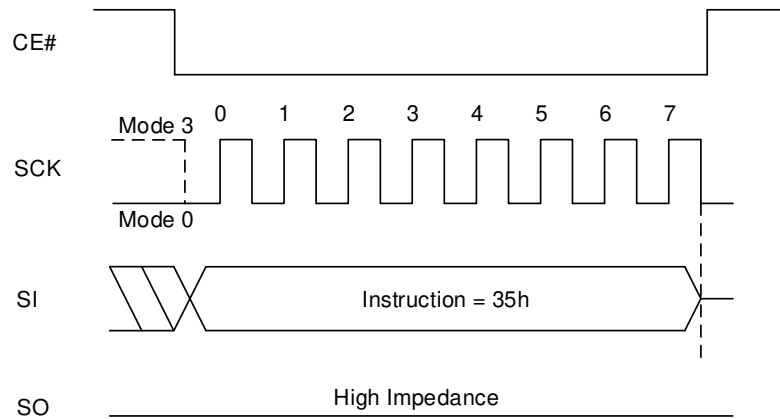 CE#
0 1 2 3 4 5 6 7
Mode 3
SCK
Mode 0
SI
Instruction = 35h
High Impedance
SO